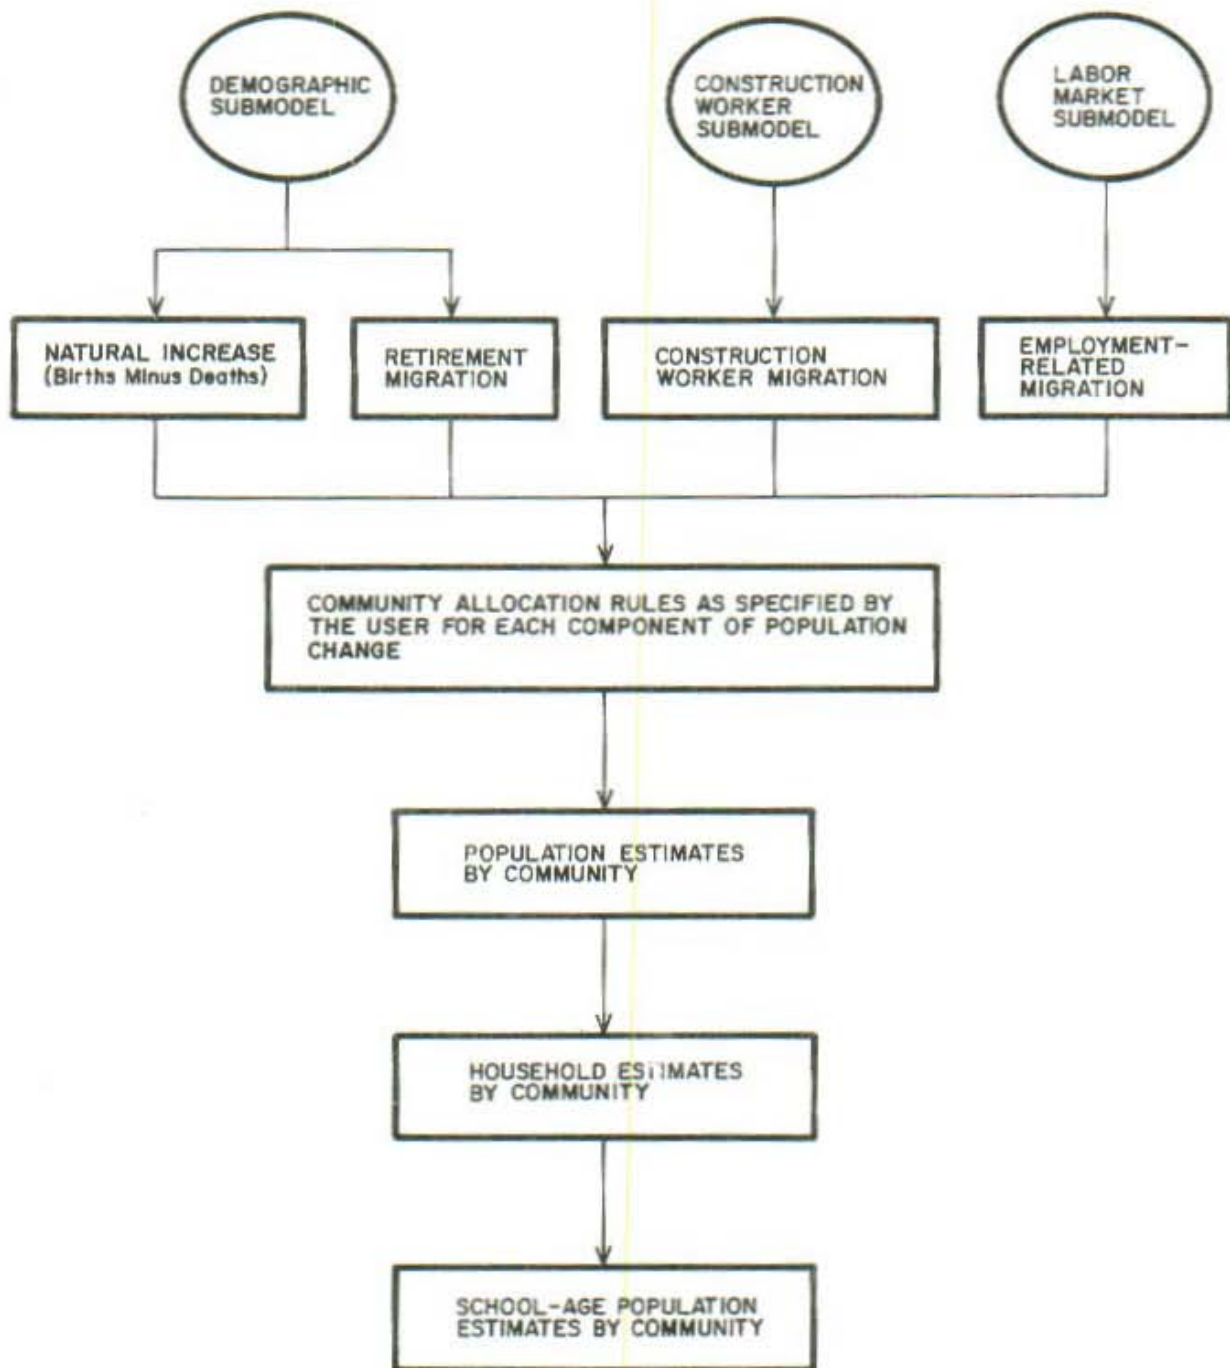 DEMOGRAPHIC
SUBMODEL
CONSTRUCTION
WORKER
SUBMODEL
LABOR
MARKET
SUBMODEL
NATURAL INCREASE
(Births Minus Deaths)
RETIREMENT
MIGRATION
CONSTRUCTION
WORKER MIGRATION
EMPLOYMENT-
RELATED
MIGRATION
COMMUNITY ALLOCATION RULES AS SPECIFIED BY
THE USER FOR EACH COMPONENT OF POPULATION
CHANGE
POPULATION ESTIMATES
BY COMMUNITY
HOUSEHOLD ESTIMATES
BY COMMUNITY
SCHOOL-AGE POPULATION
ESTIMATES BY COMMUNITY